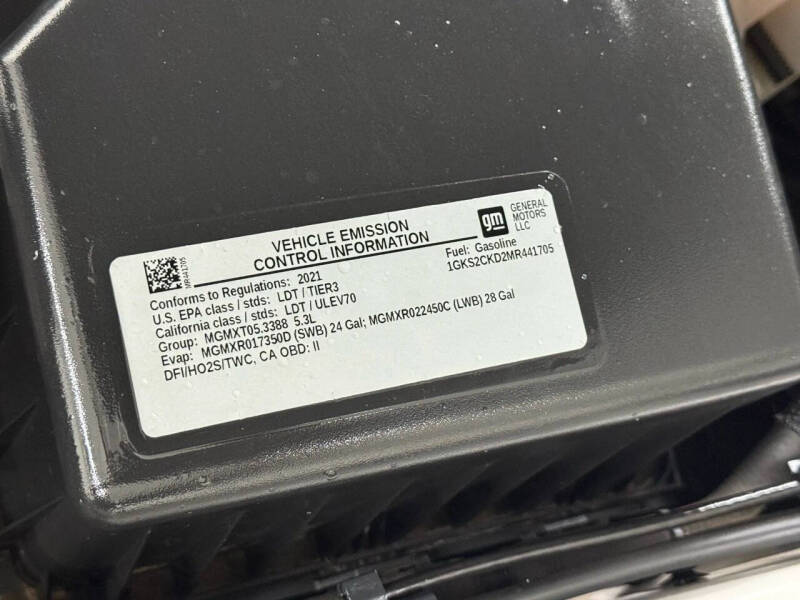 MR441705
VEHICLE EMISSION
CONTROL INFORMATION
gm
GENERAL
MOTORS
LLC
Conforms to Regulations: 2021
Fuel: Gasoline
U.S. EPA class / stds: LDT / TIER3
1GKS2CKD2MR441705
California class / stds: LDT / ULEV70
Group: MGMXT05.3388 5.3L
Evap: MGMXR017350D (SWB) 24 Gal; MGMXR022450C (LWB) 28 Gal
DFI/HO2S/TWC, CA OBD: II